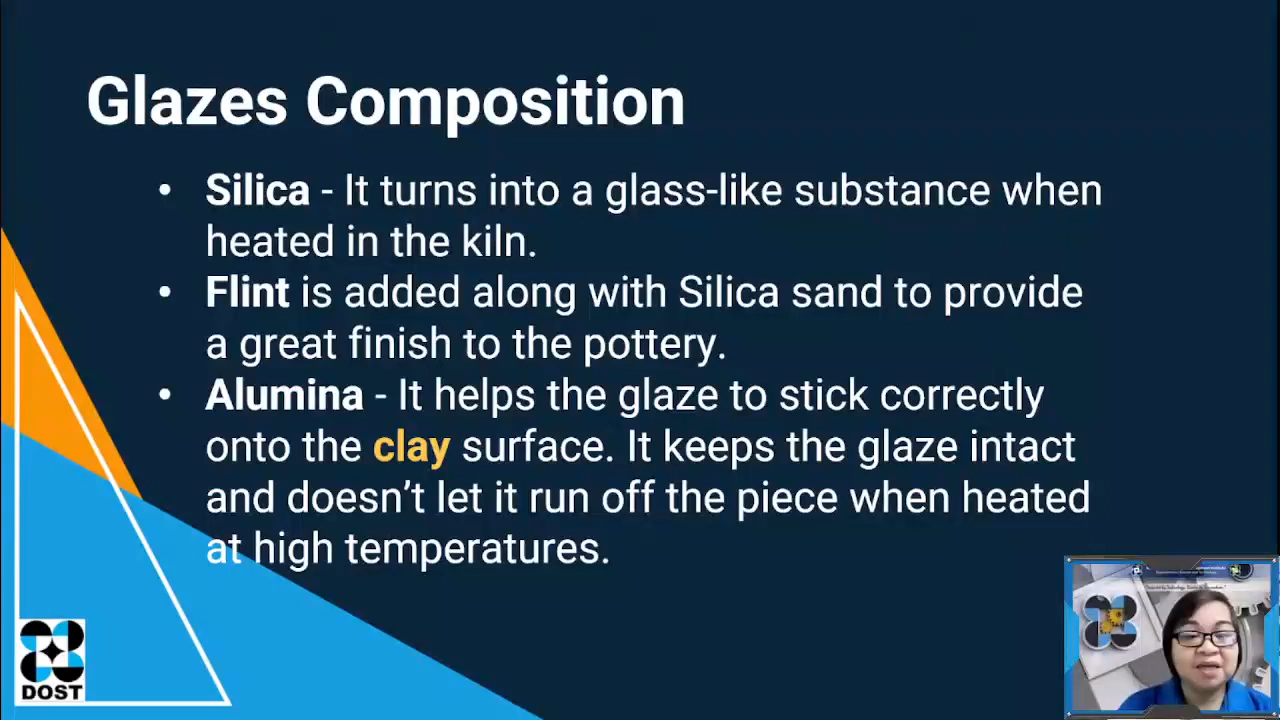 Glazes Composition
• Silica - It turns into a glass-like substance when
heated in the kiln.
• Flint is added along with Silica sand to provide
a great finish to the pottery.
• Alumina - It helps the glaze to stick correctly
onto the clay surface. It keeps the glaze intact
and doesn’t let it run off the piece when heated
at high temperatures.
DOST